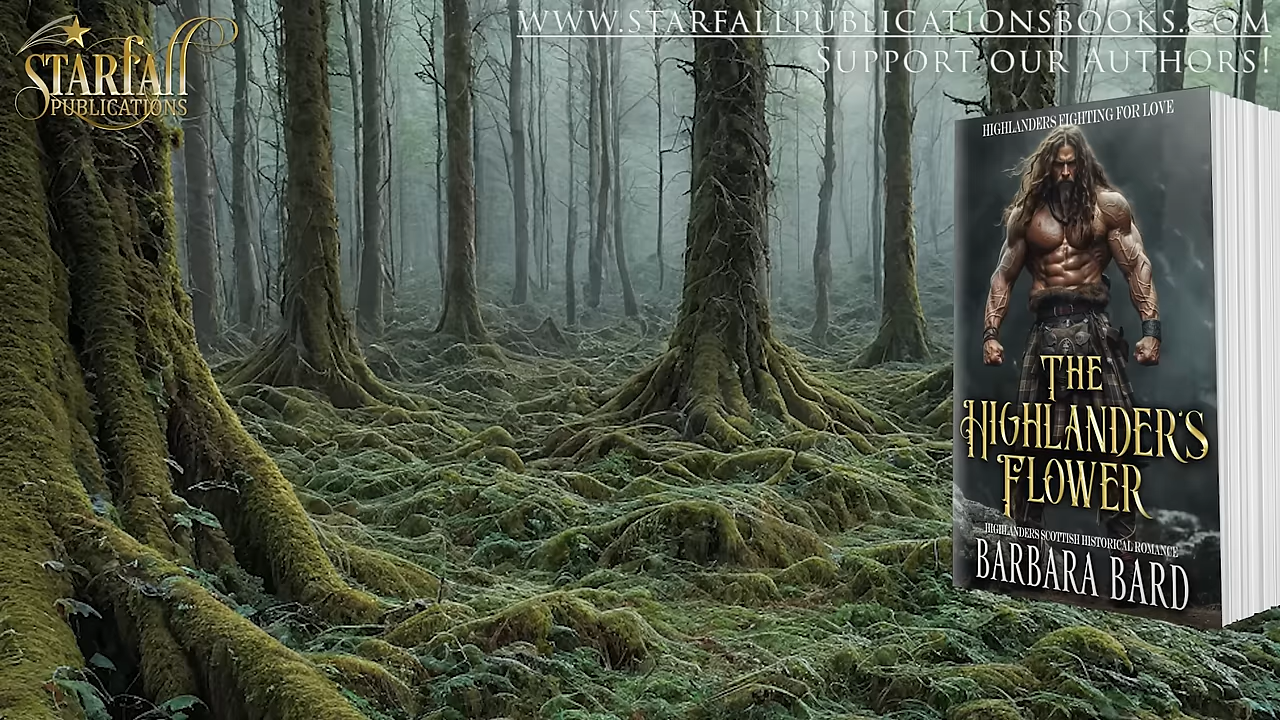 STARfall
PUBLICATIONS
WWW.STARFALLPUBLICATIONSBOOKS.COM
SUPPORT OUR AUTHORS!
HIGHLANDERS FIGHTING FOR LOVE
THE
HIGHLANDER'S
FLOWER
HIGHLANDERS SCOTTISH HISTORICAL ROMANCE
BARBARA BARD